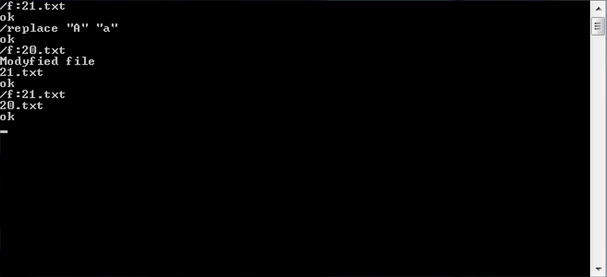 /f:21.txt
ok
/replace "A" "a"
ok
/f:20.txt
Modyfied file
21.txt
ok
/f:21.txt
20.txt
ok